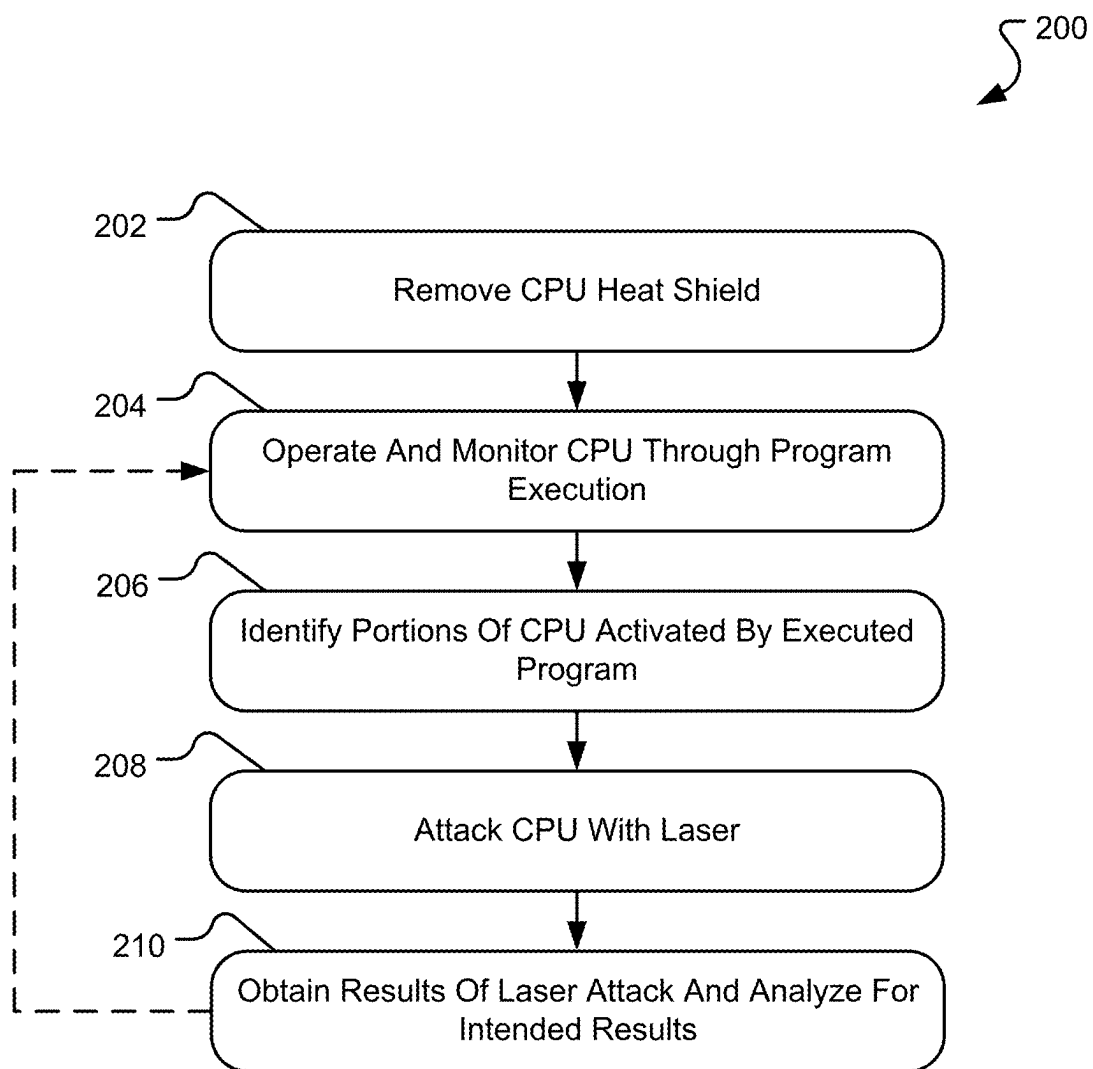 200
202
Remove CPU Heat Shield
204
Operate And Monitor CPU Through Program
Execution
206
Identify Portions Of CPU Activated By Executed
Program
208
Attack CPU With Laser
210
Obtain Results Of Laser Attack And Analyze For
Intended Results